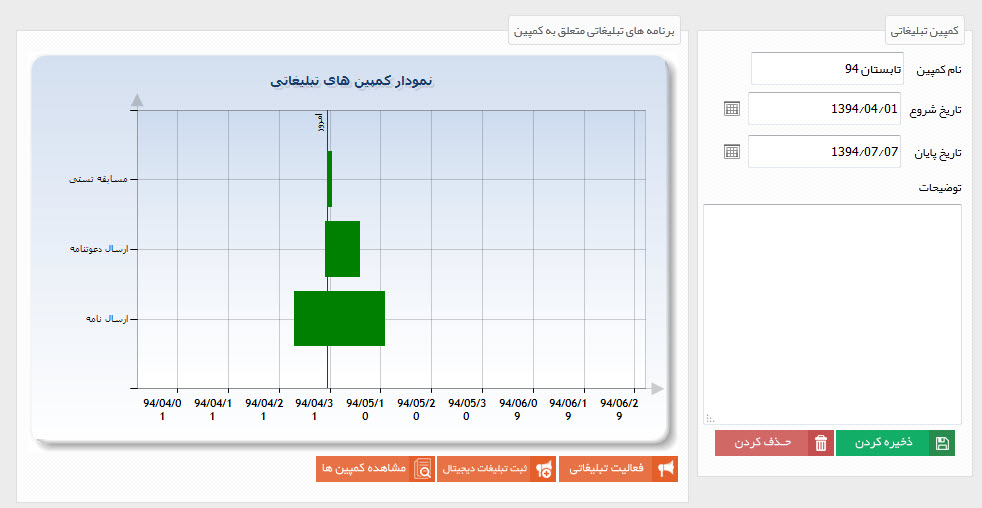 کمپین تبلیغاتی
نام کمپین تابستان 94
تاریخ شروع 1394/04/01
تاریخ پایان 1394/07/07
توضیحات
ذخیره کردن
حذف کردن
برنامه های تبلیغاتی متعلق به کمپین
نمودار کمپین های تبلیغاتی
امروز
مسابقه تستی
ارسال دعوتنامه
ارسال نامه
94/04/01 94/04/11 94/04/21 94/04/31 94/05/10 94/05/20 94/05/30 94/06/09 94/06/19 94/06/29
فعالیت تبلیغاتی
ثبت تبلیغات دیجیتال
مشاهده کمپین ها